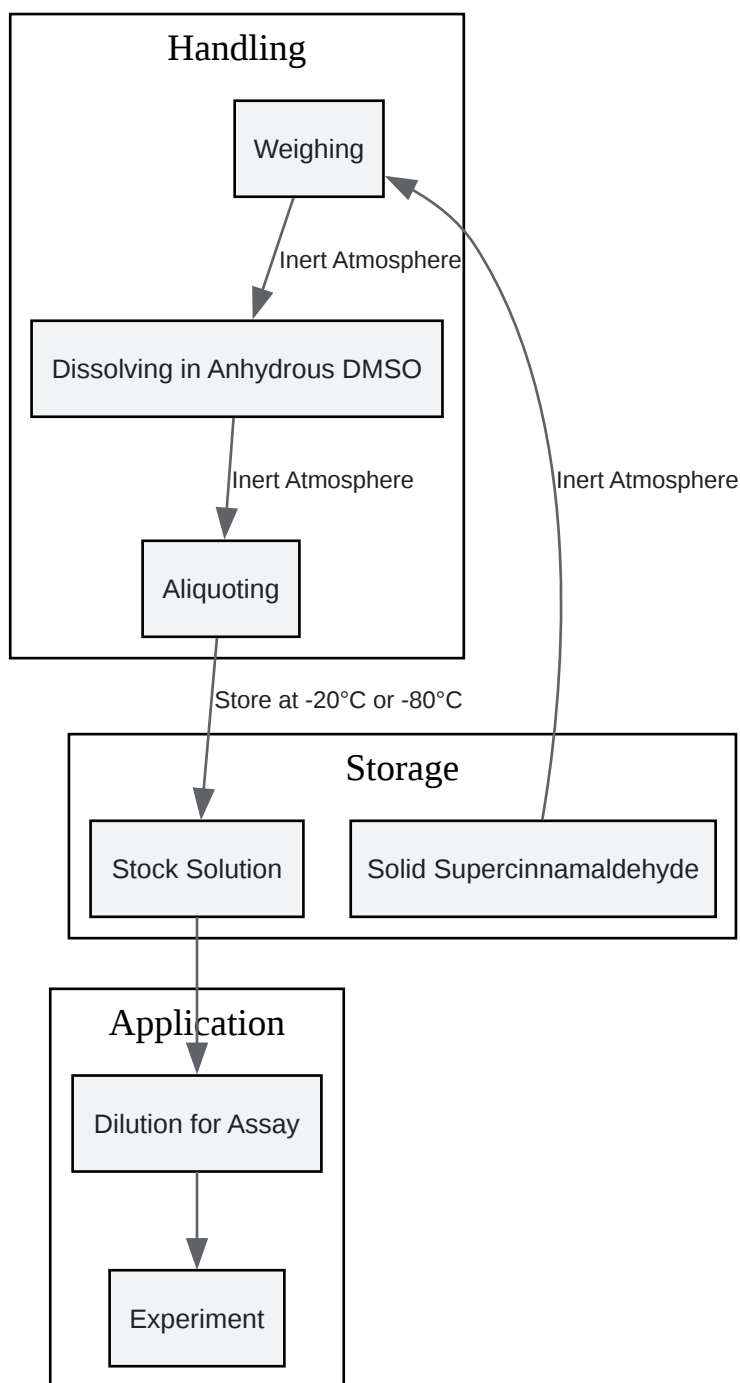 Handling
Weighing
Inert Atmosphere
Dissolving in Anhydrous DMSO
Inert Atmosphere
Inert Atmosphere
Aliquoting
Store at -20°C or -80°C
Storage
Stock Solution
Solid Supercinnamaldehyde
Application
Dilution for Assay
Experiment